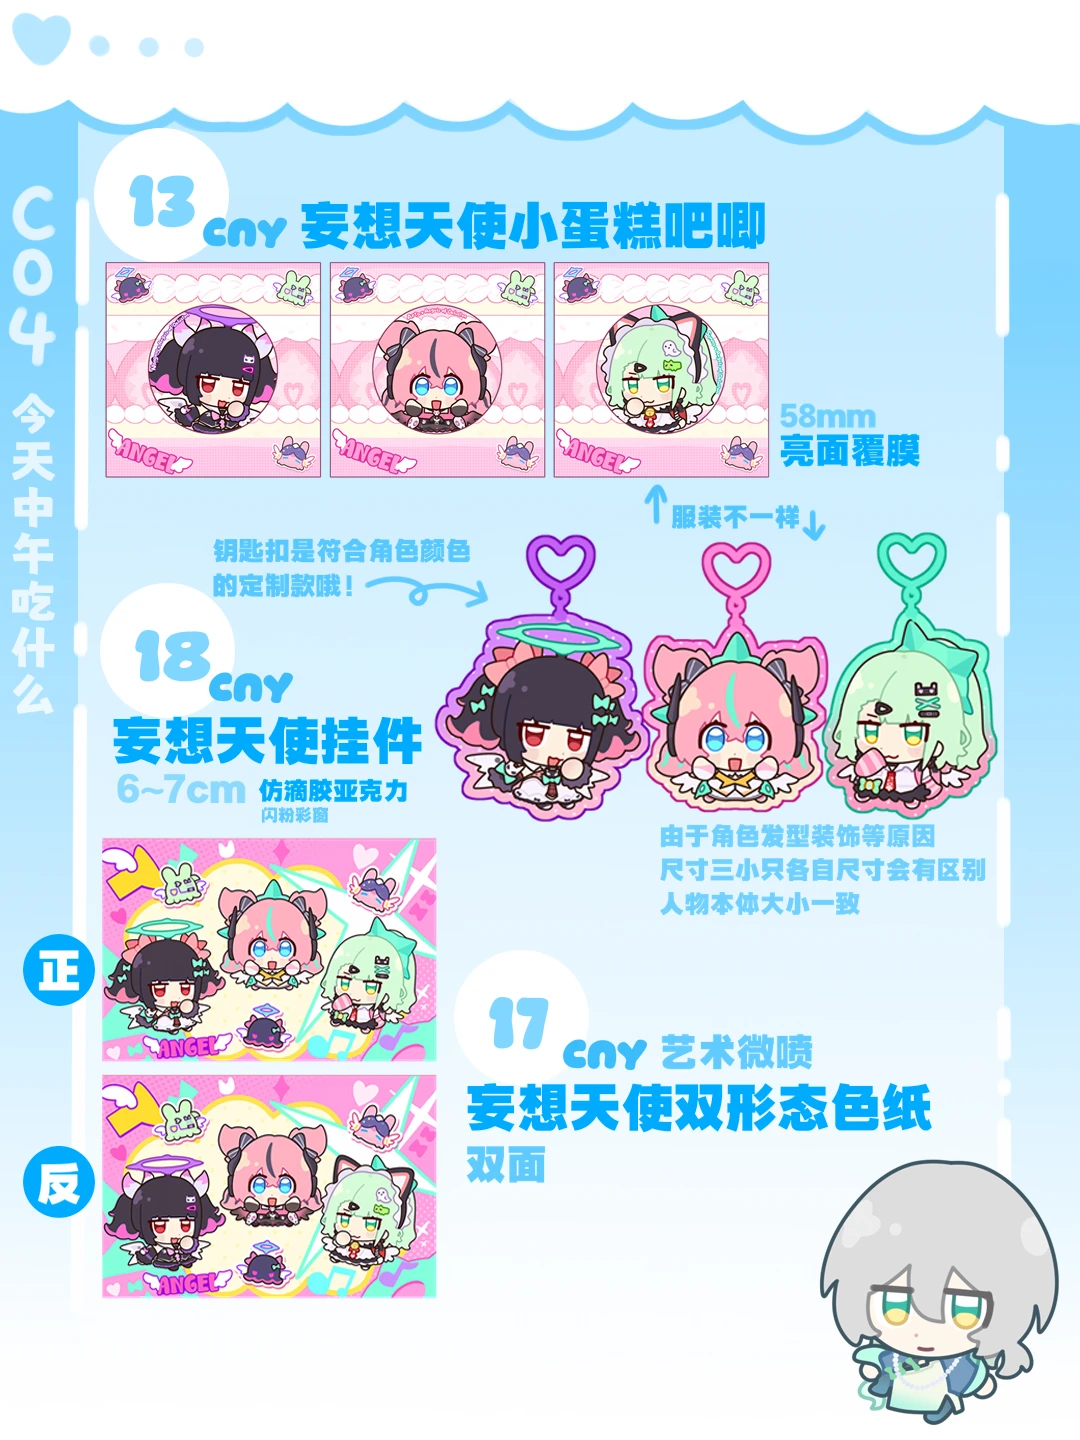 C04 今天中午吃什么
13 cny 妄想天使小蛋糕吧唧
ANGEL
ANGEL
ANGEL
58mm
亮面覆膜
服装不一样
钥匙扣是符合角色颜色
的定制款哦！
18 cny
妄想天使挂件
6~7cm 仿滴胶亚克力
闪粉彩窗
由于角色发型装饰等原因
尺寸三小只各自尺寸会有区别
人物本体大小一致
正
ANGEL
17 cny 艺术微喷
妄想天使双形态色纸
双面
反
ANGEL